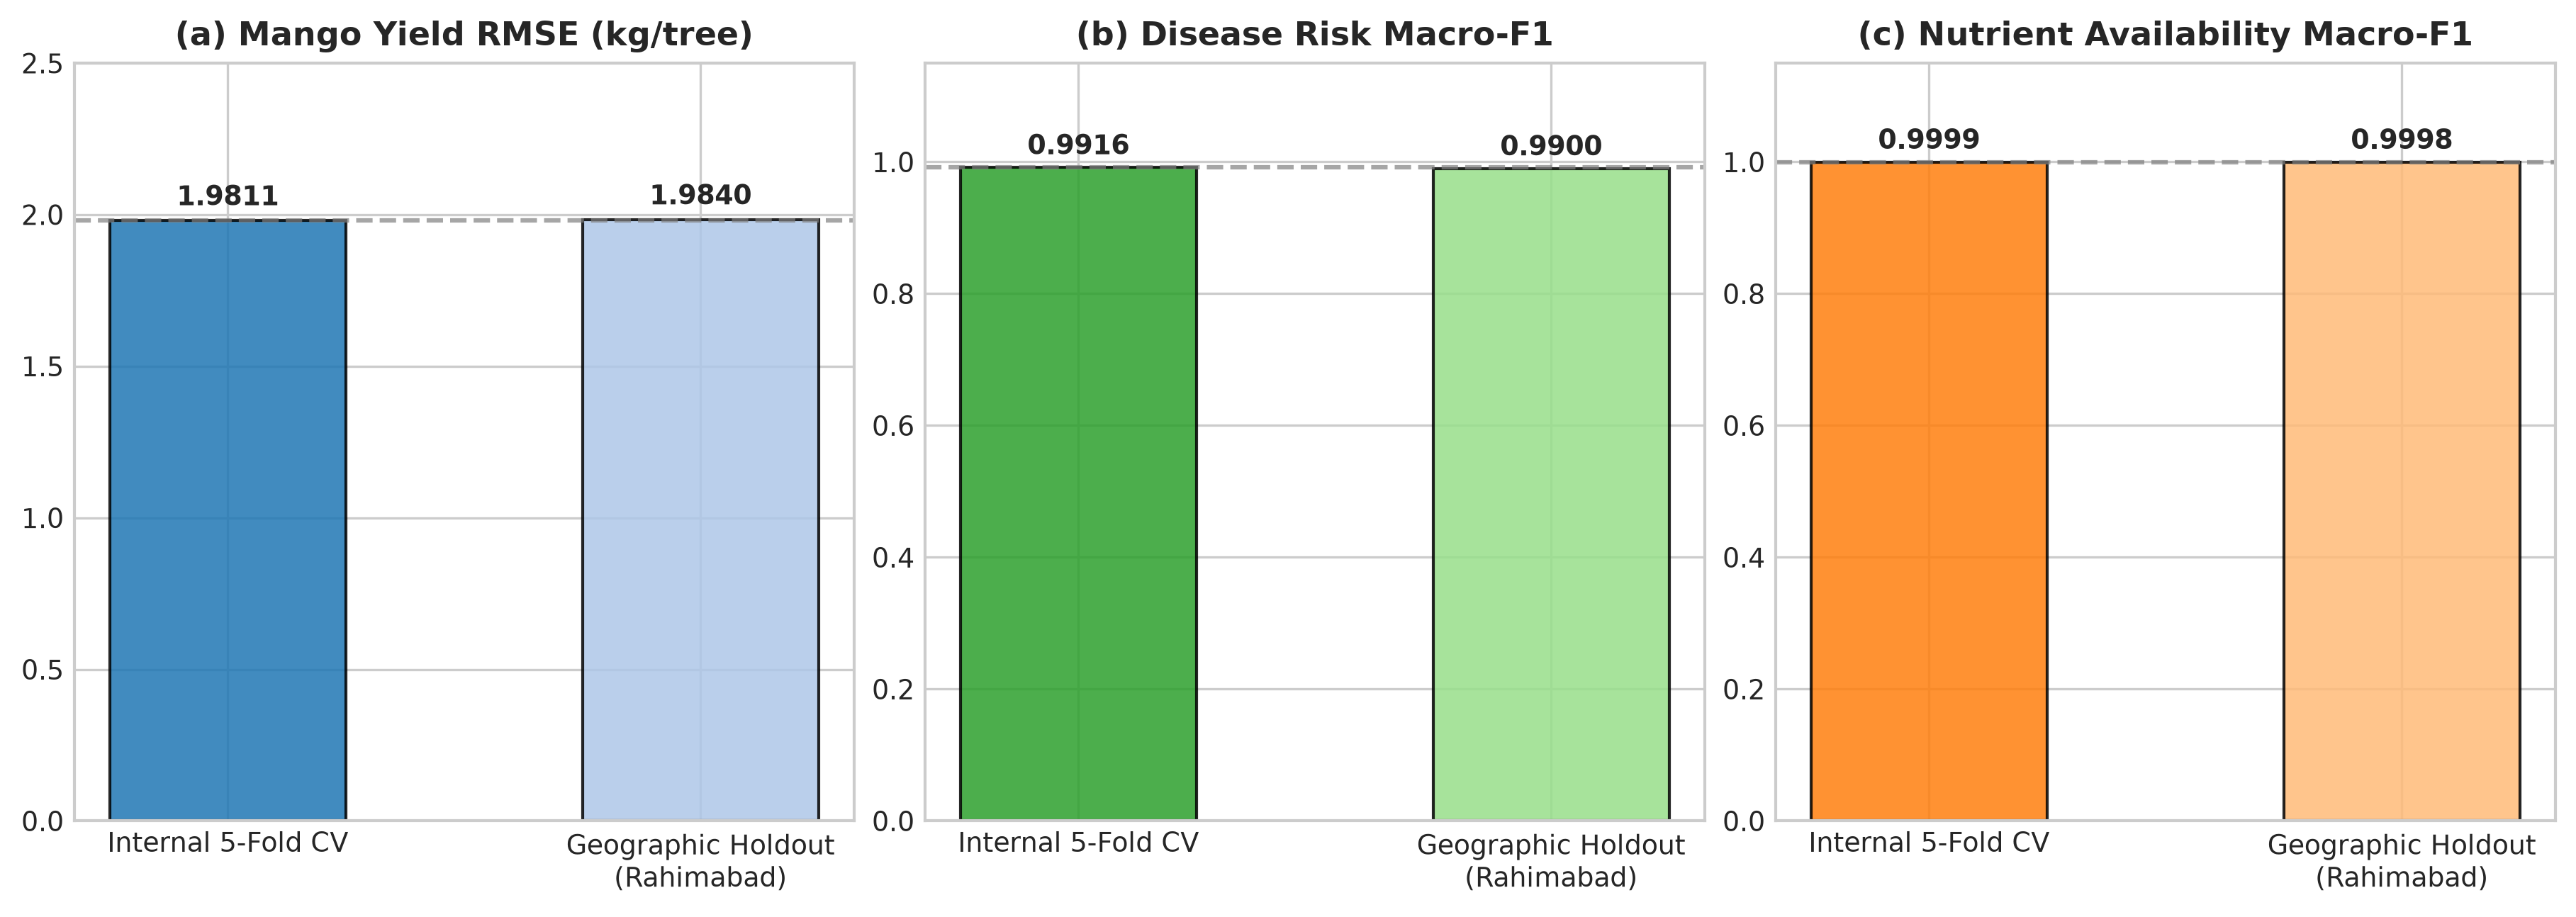 (a) Mango Yield RMSE (kg/tree)
2.5
2.0
1.5
1.0
0.5
0.0
1.9811
1.9840
Internal 5-Fold CV
Geographic Holdout
(Rahimabad)
(b) Disease Risk Macro-F1
1.0
0.8
0.6
0.4
0.2
0.0
0.9916
0.9900
Internal 5-Fold CV
Geographic Holdout
(Rahimabad)
(c) Nutrient Availability Macro-F1
1.0
0.8
0.6
0.4
0.2
0.0
0.9999
0.9998
Internal 5-Fold CV
Geographic Holdout
(Rahimabad)